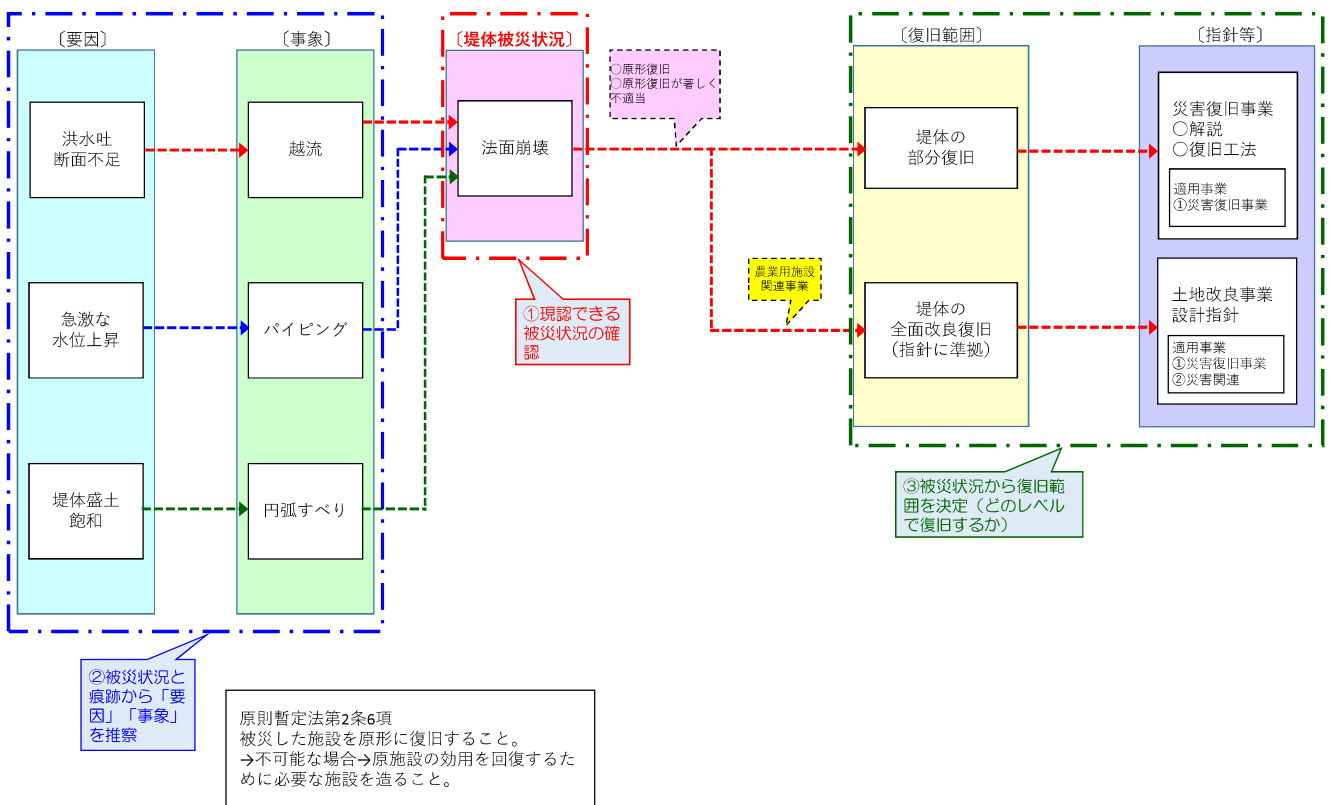 〔要因〕
洪水吐
断面不足
急激な
水位上昇
堤体盛土
飽和
〔事象〕
越流
パイピング
円弧すべり
〔堤体被災状況〕
法面崩壊
○原形復旧
○原形復旧が著しく
不適当
農業用施設
関連事業
〔復旧範囲〕
堤体の
部分復旧
堤体の
全面改良復旧
(指針に準拠)
〔指針等〕
災害復旧事業
○解説
○復旧工法
適用事業
①災害復旧事業
土地改良事業
設計指針
適用事業
①災害復旧事業
②災害関連
①現認できる
被災状況の確
認
②被災状況と
痕跡から「要
因」「事象」
を推察
③被災状況から復旧範
囲を決定（どのレベル
で復旧するか）
原則暫定法第2条6項
被災した施設を原形に復旧すること。
→不可能な場合→原施設の効用を回復するた
めに必要な施設を造ること。